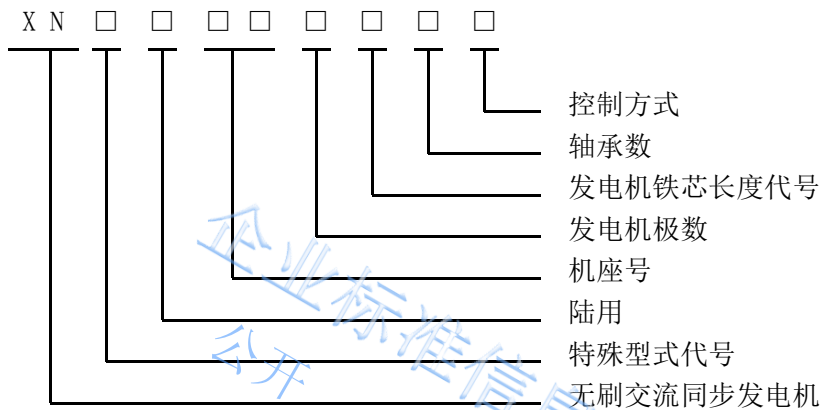 X N □ □ □ □ □ □ □ □
控制方式
轴承数
发电机铁芯长度代号
发电机极数
机座号
陆用
特殊型式代号
无刷交流同步发电机
企业标准信息
公开